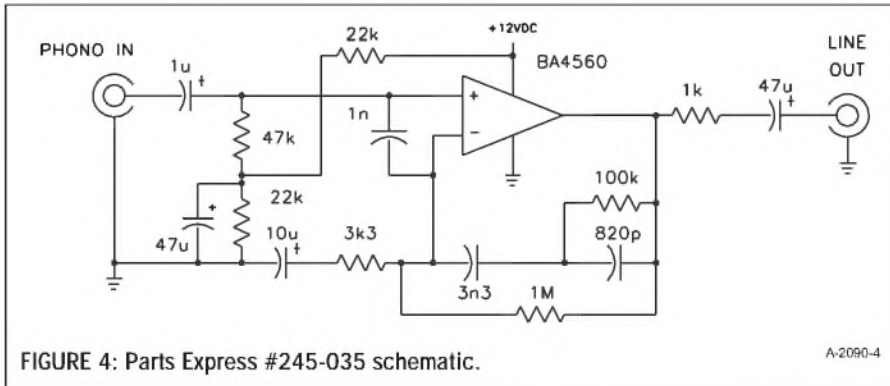 +12VDC
22k
PHONO IN
BA4560
LINE
OUT
1u
+
1k
47u
+
+
-
1n
47k
22k
+
47u
10u
+
3k3
100k
820p
3n3
1M
A-2090-4
FIGURE 4: Parts Express #245-035 schematic.